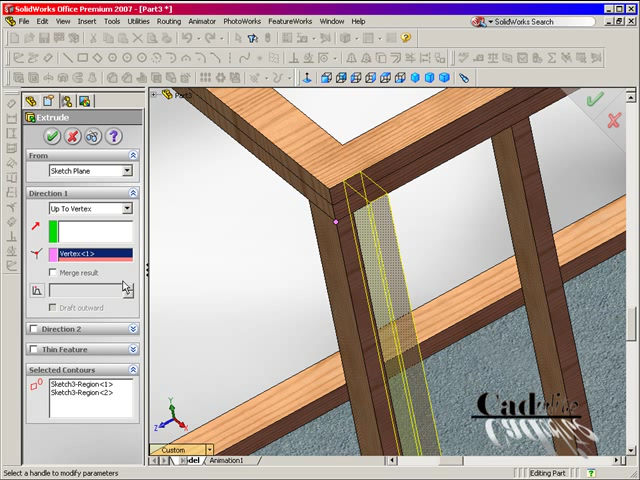 SolidWorks Office Premium 2007 - [Part3 *]
File Edit View Insert Tools Utilities Routing Animator PhotoWorks FeatureWorks Window Help SolidWorks Search
Part3
Extrude
From
Sketch Plane
Direction 1
Up To Vertex
Vertex<1>
Merge result
Draft outward
Direction 2
Thin Feature
Selected Contours
Sketch3-Region<1>
Sketch3-Region<2>
Y
Z
X
Custom
Animation1
Select a handle to modify parameters
Editing Part